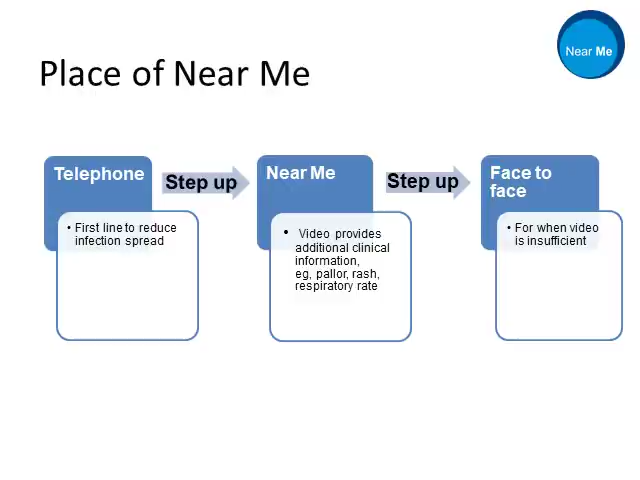 Near Me
Place of Near Me
Telephone
Step up
Near Me
Step up
Face to
face
• First line to reduce
infection spread
• Video provides
additional clinical
information,
eg, pallor, rash,
respiratory rate
• For when video
is insufficient